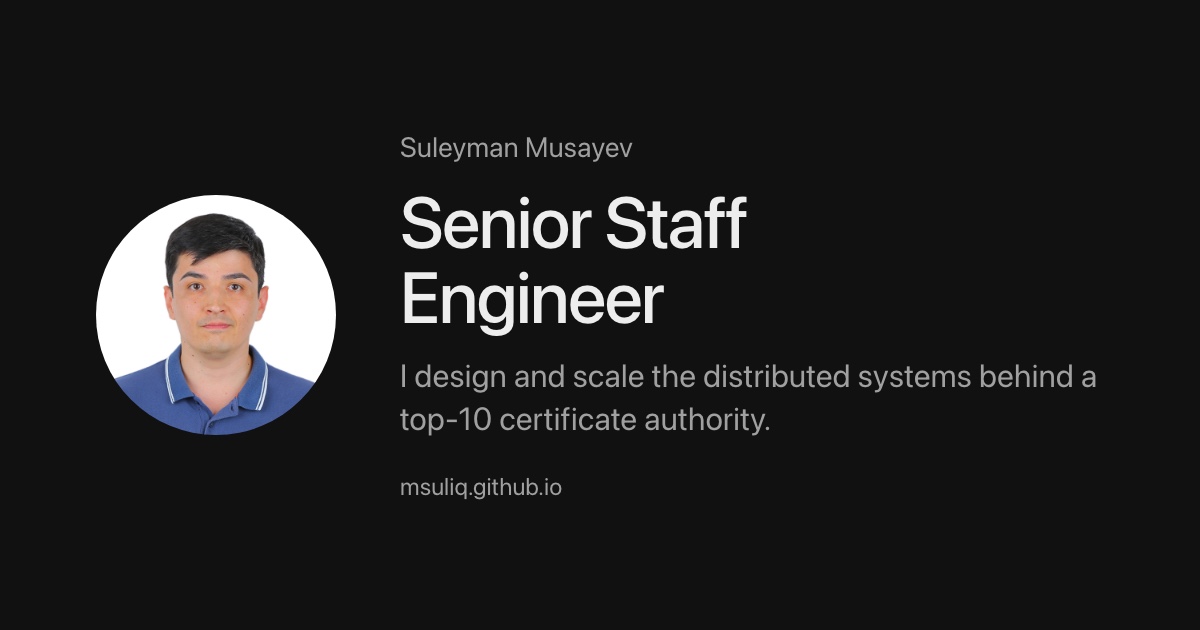 Suleyman Musayev
Senior Staff
Engineer
I design and scale the distributed systems behind a
top-10 certificate authority.
msuliq.github.io